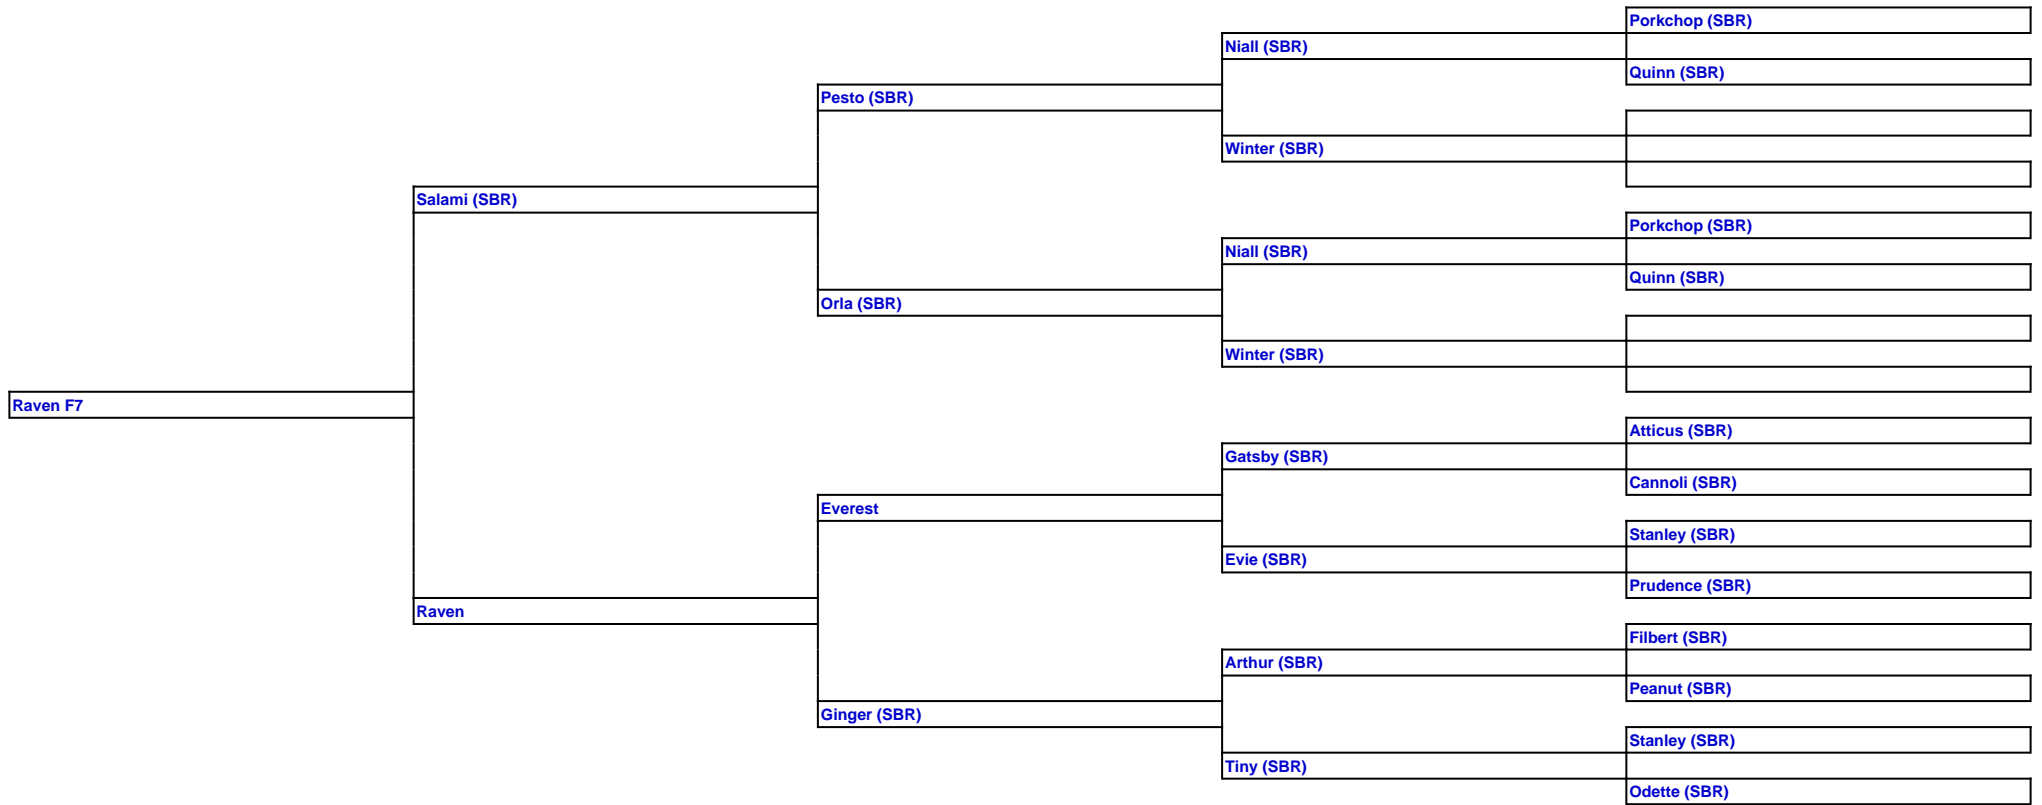 Porkchop (SBR)
Niall (SBR)
Quinn (SBR)
Pesto (SBR)
Winter (SBR)
Salami (SBR)
Porkchop (SBR)
Niall (SBR)
Quinn (SBR)
Orla (SBR)
Winter (SBR)
Raven F7
Atticus (SBR)
Gatsby (SBR)
Cannoli (SBR)
Everest
Stanley (SBR)
Evie (SBR)
Prudence (SBR)
Raven
Filbert (SBR)
Arthur (SBR)
Peanut (SBR)
Ginger (SBR)
Stanley (SBR)
Tiny (SBR)
Odette (SBR)